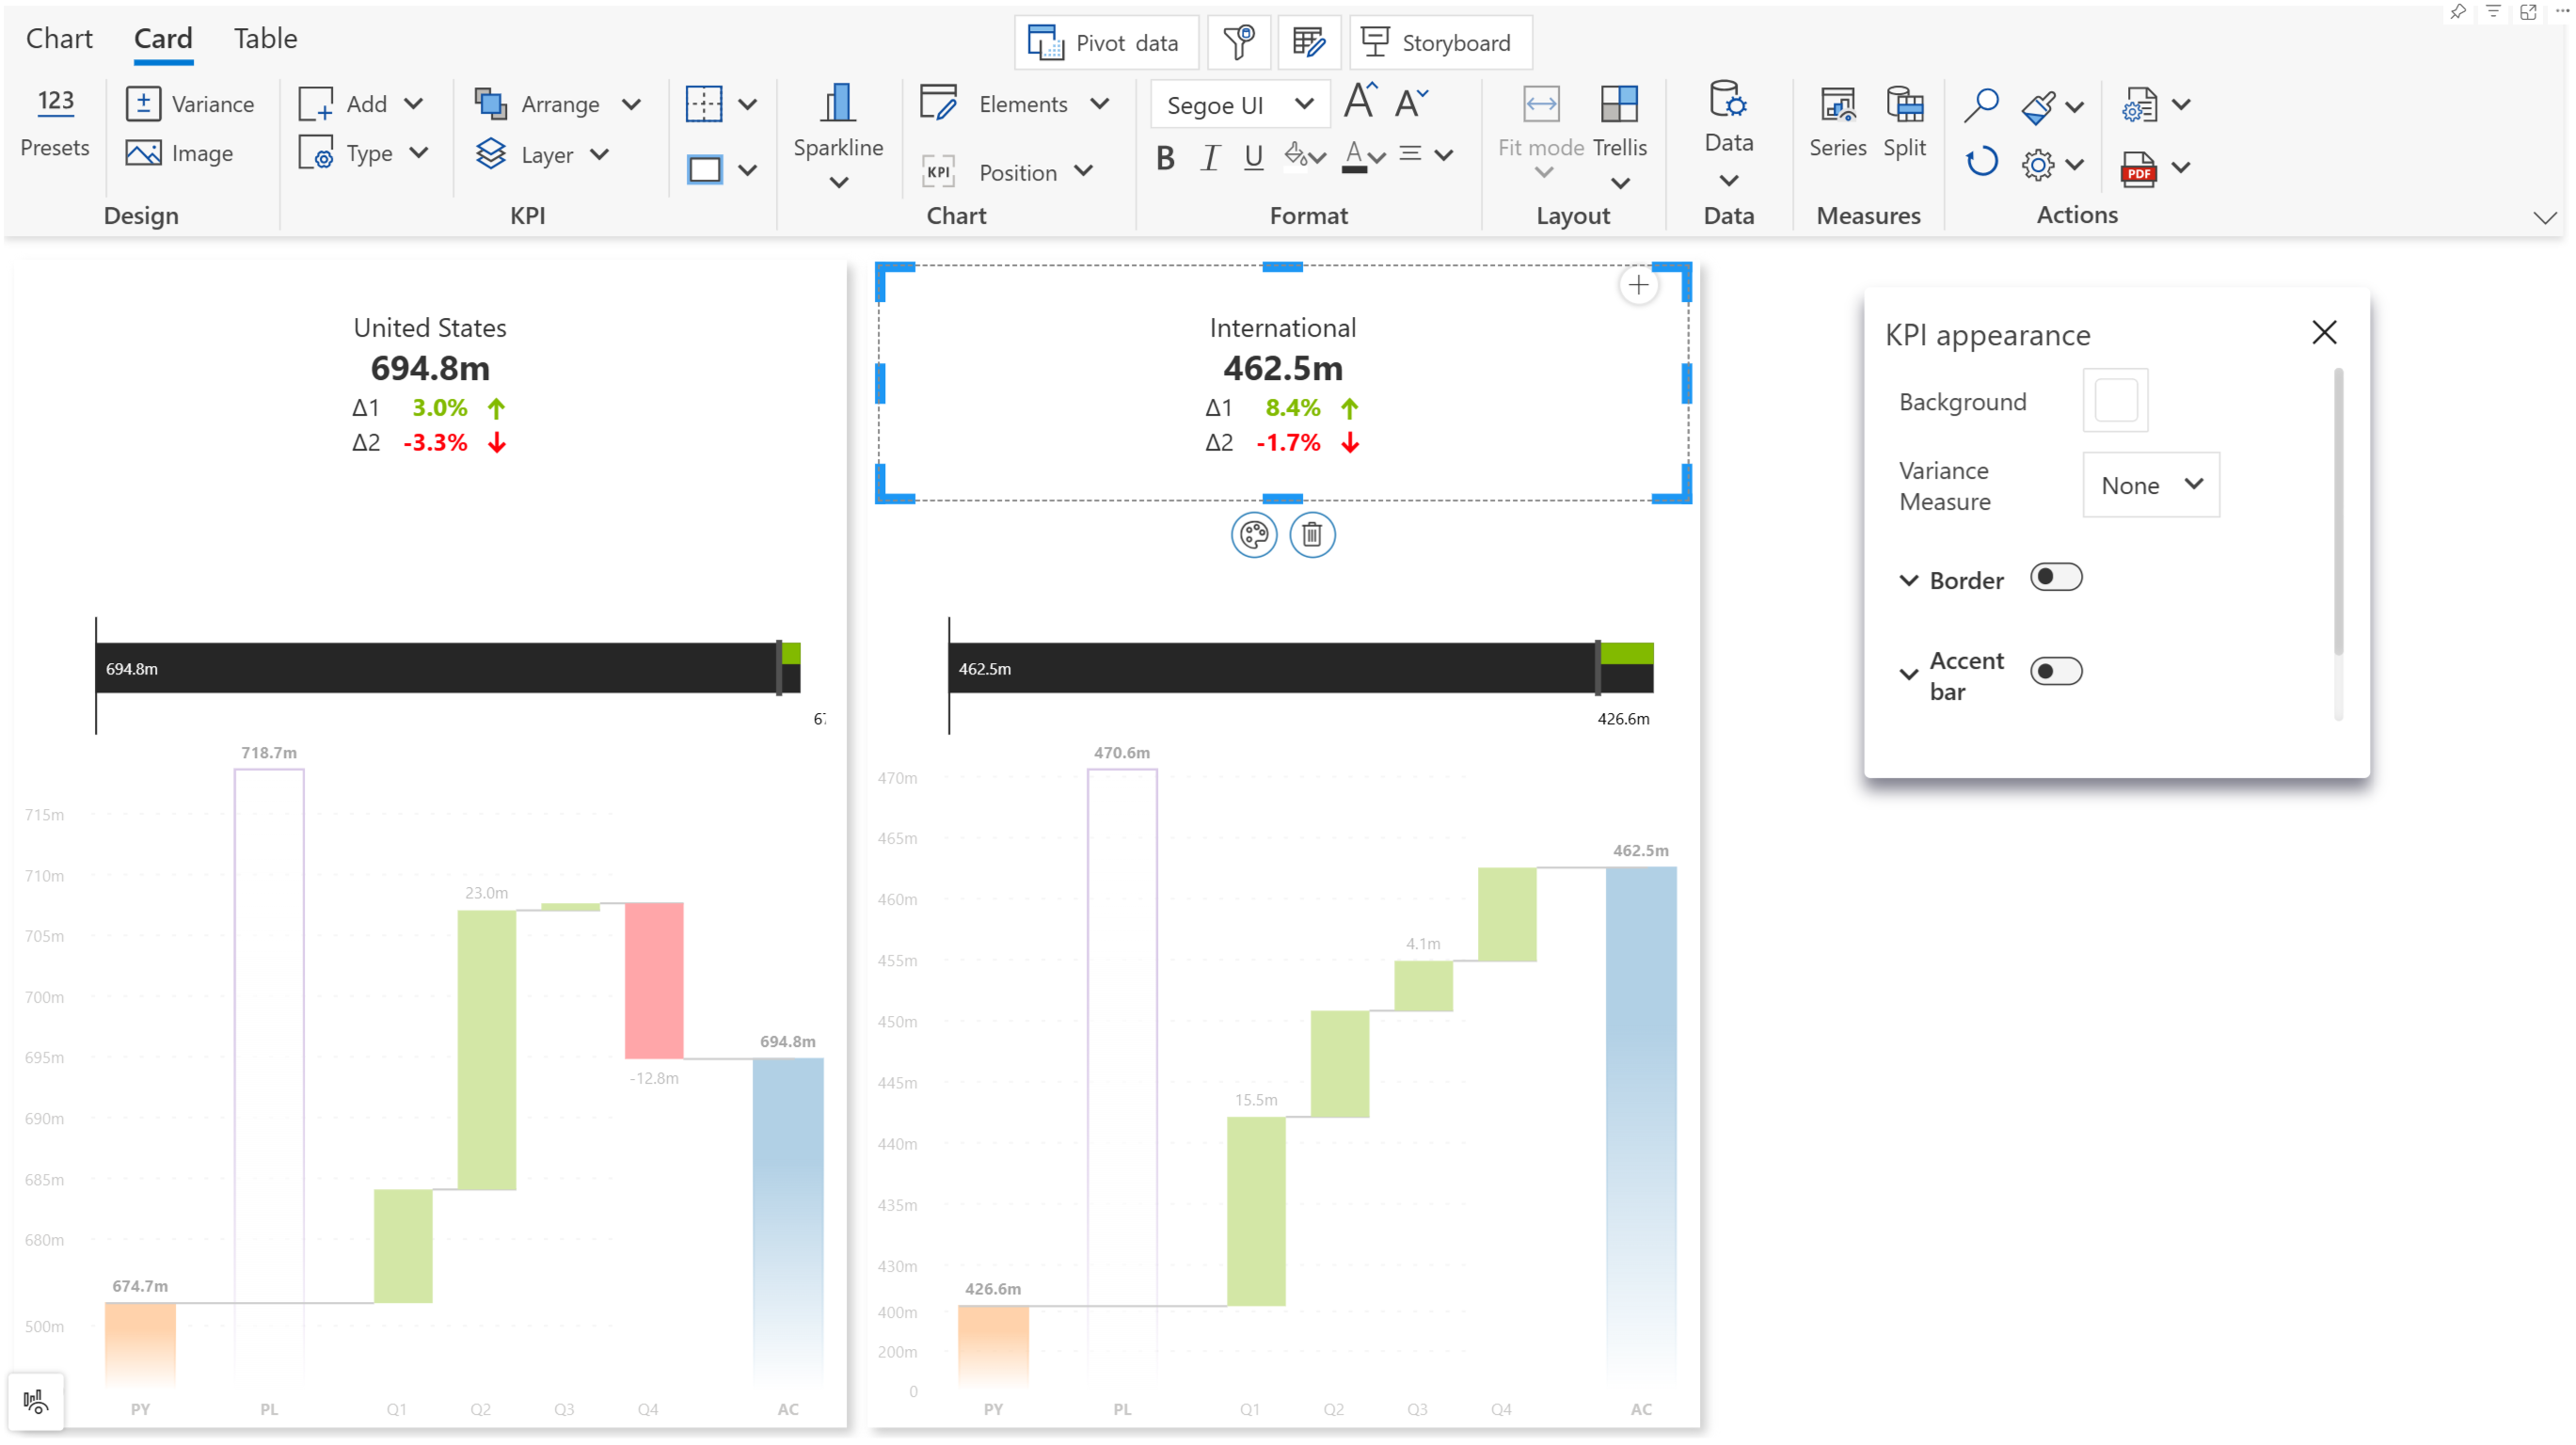 Chart Card Table
Pivot data Storyboard
123
Presets
Variance
Image
Design
Add
Type
Arrange
Layer
KPI
Sparkline
Elements
KPI Position
Chart
Segoe UI A A
B I U A
Format
Fit mode
Trellis
Layout
Data
Data
Series Split
Measures
PDF
Actions
United States
694.8m
Δ1 3.0%
Δ2 -3.3%
694.8m
718.7m
715m
710m
705m
700m
695m
690m
685m
680m
500m
674.7m
23.0m
-12.8m
694.8m
PY PL Q1 Q2 Q3 Q4 AC
International
462.5m
Δ1 8.4%
Δ2 -1.7%
462.5m
426.6m
470.6m
470m
465m
460m
455m
450m
445m
440m
435m
430m
400m
200m
0
426.6m
15.5m
4.1m
462.5m
PY PL Q1 Q2 Q3 Q4 AC
KPI appearance
Background
Variance
Measure
None
Border
Accent
bar